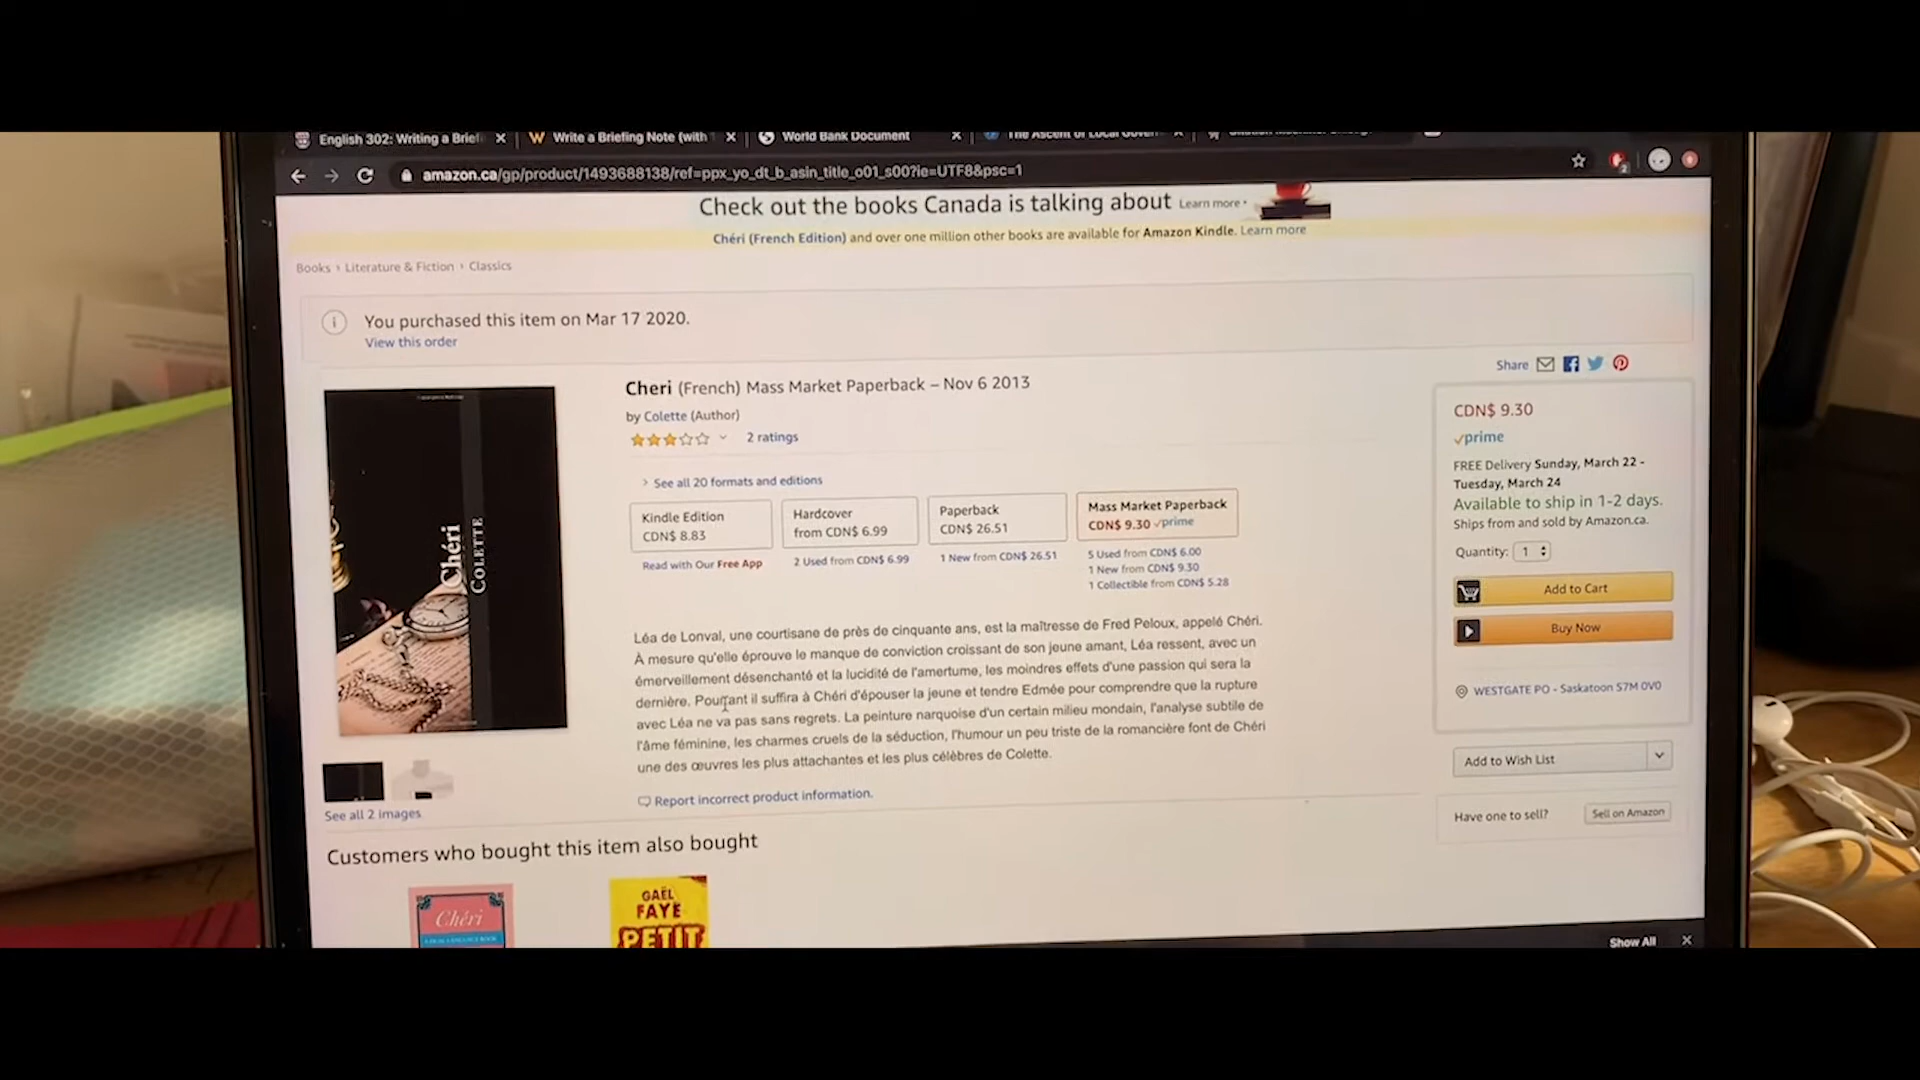 English 302: Writing a Brief
Write a Briefing Note (with
World Bank Document
amazon.ca/gp/product/1493688138/ref=ppx_yo_dt_b_asin_title_o01_s00?ie=UTF8&psc=1
Check out the books Canada is talking about Learn more
Chéri (French Edition) and over one million other books are available for Amazon Kindle. Learn more
Books › Literature & Fiction › Classics
You purchased this item on Mar 17 2020.
View this order
Share
Chéri
COLETTE
Cheri (French) Mass Market Paperback – Nov 6 2013
by Colette (Author)
2 ratings
See all 20 formats and editions
Kindle Edition
CDN$ 8.83
Read with Our Free App
Hardcover
from CDN$ 6.99
2 Used from CDN$ 6.99
Paperback
CDN$ 26.51
1 New from CDN$ 26.51
Mass Market Paperback
CDN$ 9.30 prime
5 Used from CDN$ 6.00
1 New from CDN$ 9.30
1 Collectible from CDN$ 5.28
Léa de Lonval, une courtisane de près de cinquante ans, est la maîtresse de Fred Peloux, appelé Chéri.
À mesure qu'elle éprouve le manque de conviction croissant de son jeune amant, Léa ressent, avec un
émerveillement désenchanté et la lucidité de l'amertume, les moindres effets d'une passion qui sera la
dernière. Pourtant il suffira à Chéri d'épouser la jeune et tendre Edmée pour comprendre que la rupture
avec Léa ne va pas sans regrets. La peinture narquoise d'un certain milieu mondain, l'analyse subtile de
l'âme féminine, les charmes cruels de la séduction, l'humour un peu triste de la romancière font de Chéri
une des œuvres les plus attachantes et les plus célèbres de Colette.
Report incorrect product information.
See all 2 images
CDN$ 9.30
prime
FREE Delivery Sunday, March 22 -
Tuesday, March 24
Available to ship in 1-2 days.
Ships from and sold by Amazon.ca.
Quantity: 1
Add to Cart
Buy Now
WESTGATE PO - Saskatoon S7M 0V0
Add to Wish List
Have one to sell? Sell on Amazon
Customers who bought this item also bought
Chéri
GAËL
FAYE
PETIT
Show All